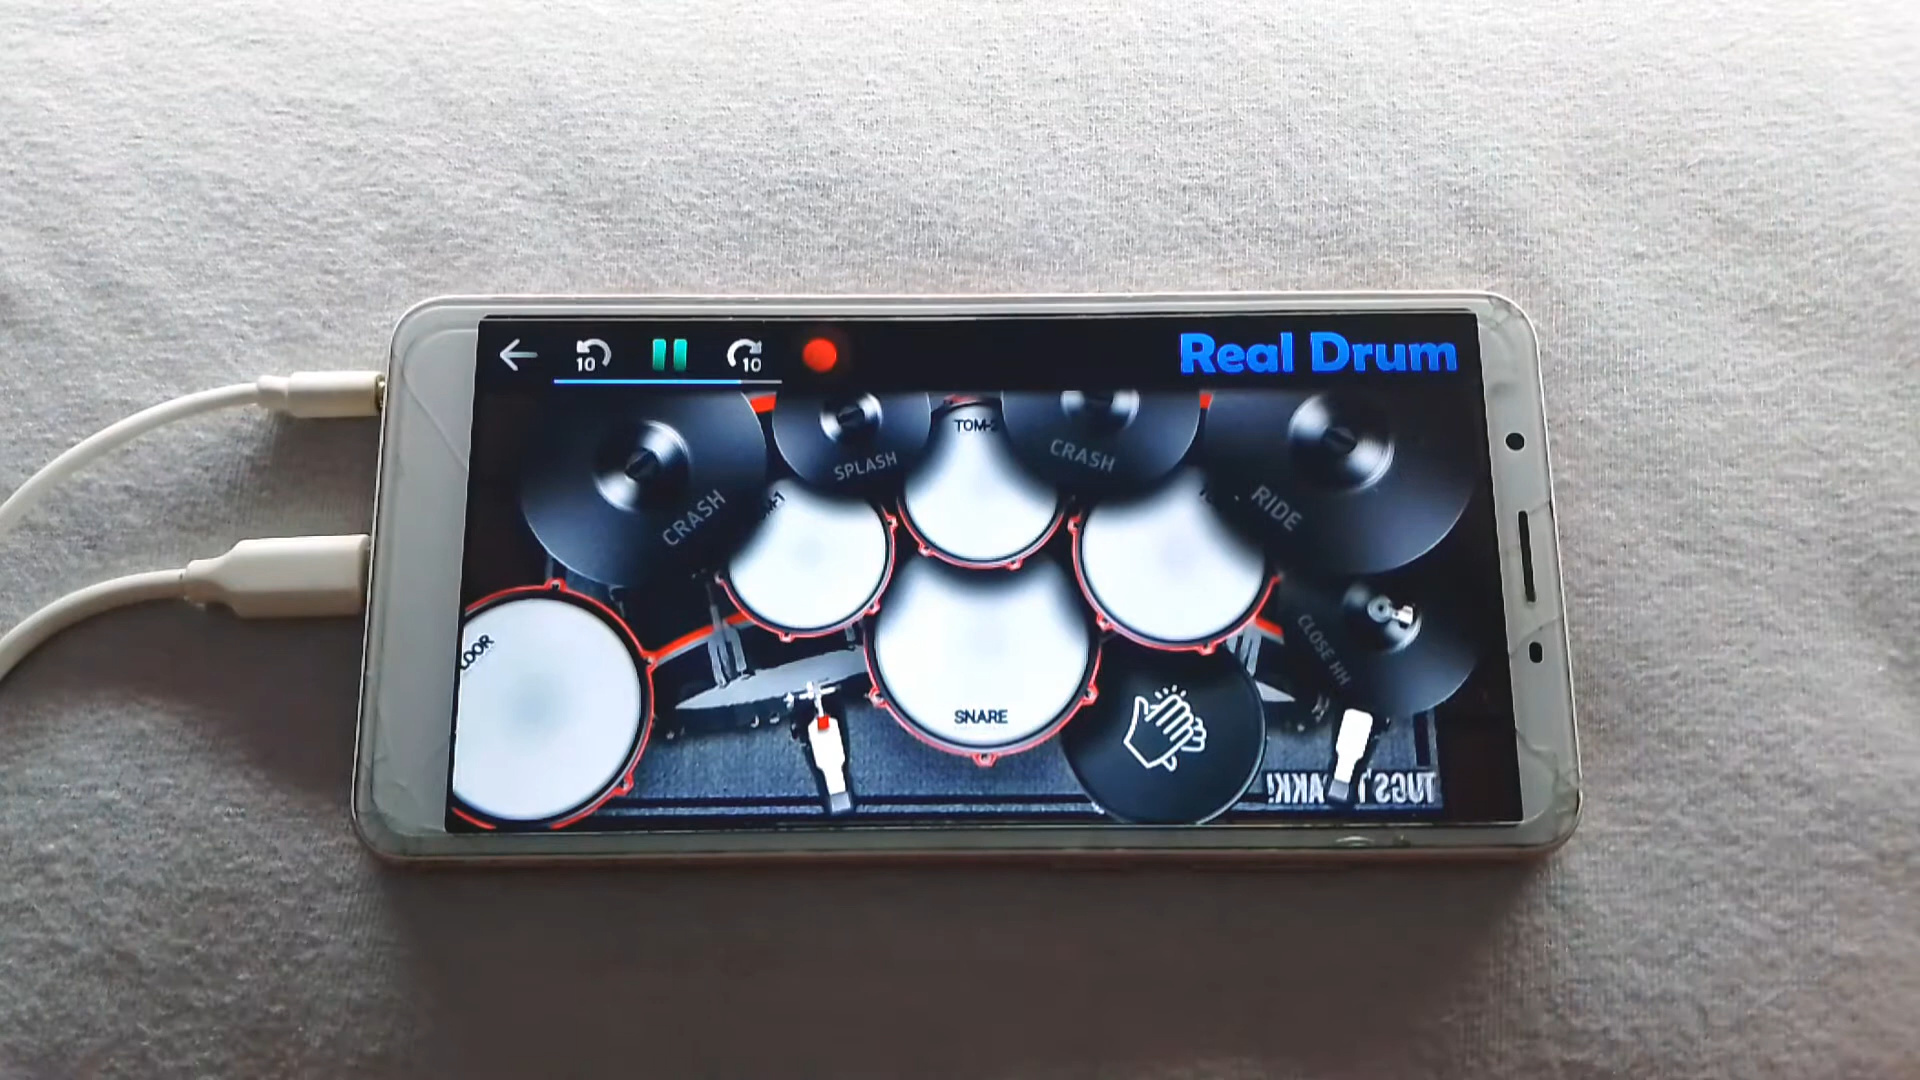 10
10
Real Drum
TOM-2
CRASH
SPLASH
CRASH
RIDE
CLOSE HH
SNARE